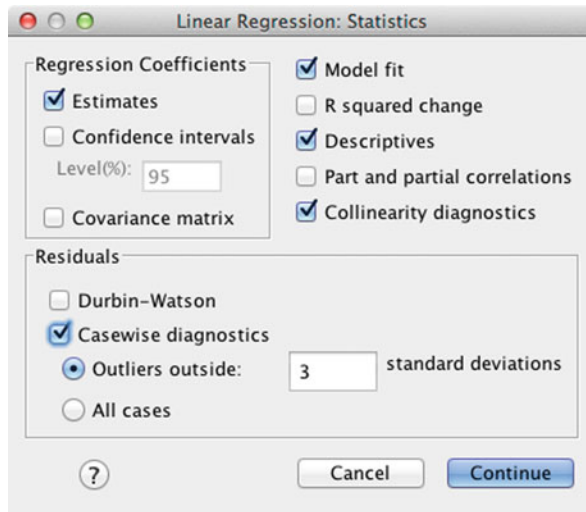 Linear Regression: Statistics
Regression Coefficients
Estimates
Confidence intervals
Level(%): 95
Covariance matrix
Model fit
R squared change
Descriptives
Part and partial correlations
Collinearity diagnostics
Residuals
Durbin-Watson
Casewise diagnostics
Outliers outside: 3 standard deviations
All cases
? Cancel Continue